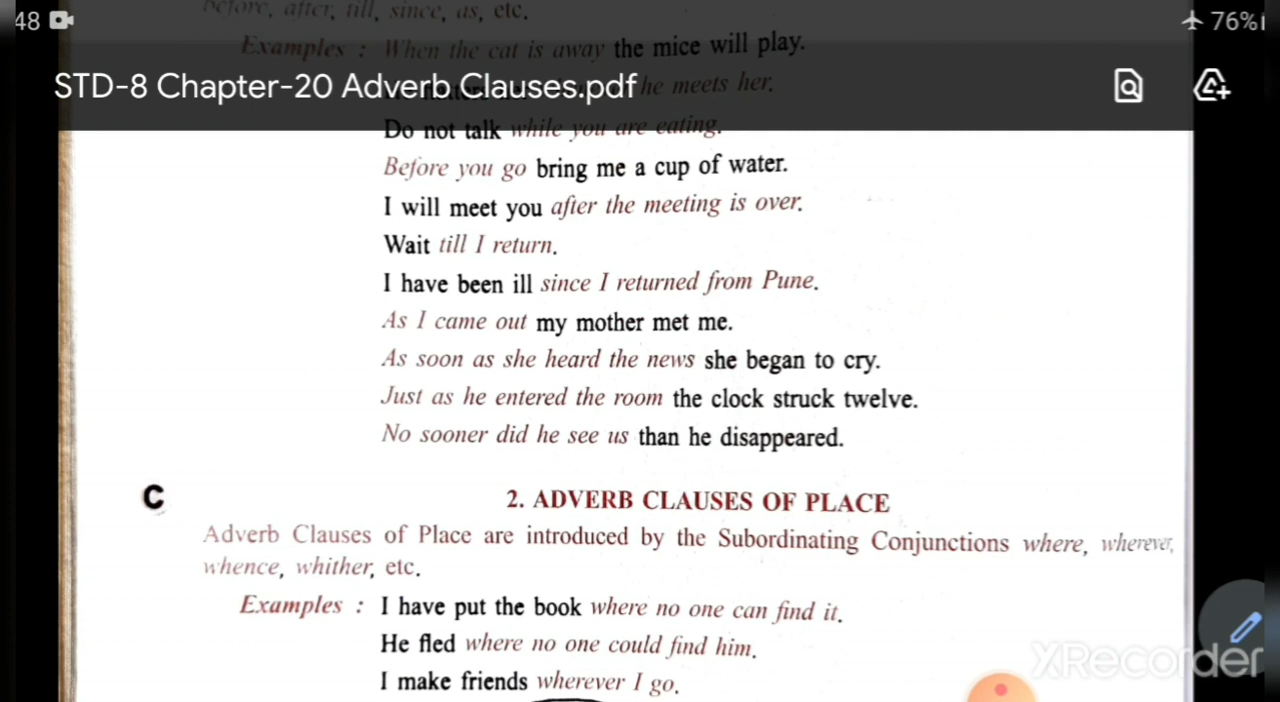 before, after, till, since, as, etc.
48 76%
Examples : When the cat is away the mice will play.
STD-8 Chapter-20 Adverb Clauses.pdf he meets her.
Do not talk while you are eating.
Before you go bring me a cup of water.
I will meet you after the meeting is over.
Wait till I return.
I have been ill since I returned from Pune.
As I came out my mother met me.
As soon as she heard the news she began to cry.
Just as he entered the room the clock struck twelve.
No sooner did he see us than he disappeared.
C 2. ADVERB CLAUSES OF PLACE
Adverb Clauses of Place are introduced by the Subordinating Conjunctions where, wherever,
whence, whither, etc.
Examples : I have put the book where no one can find it.
He fled where no one could find him.
I make friends wherever I go.
XRecorder